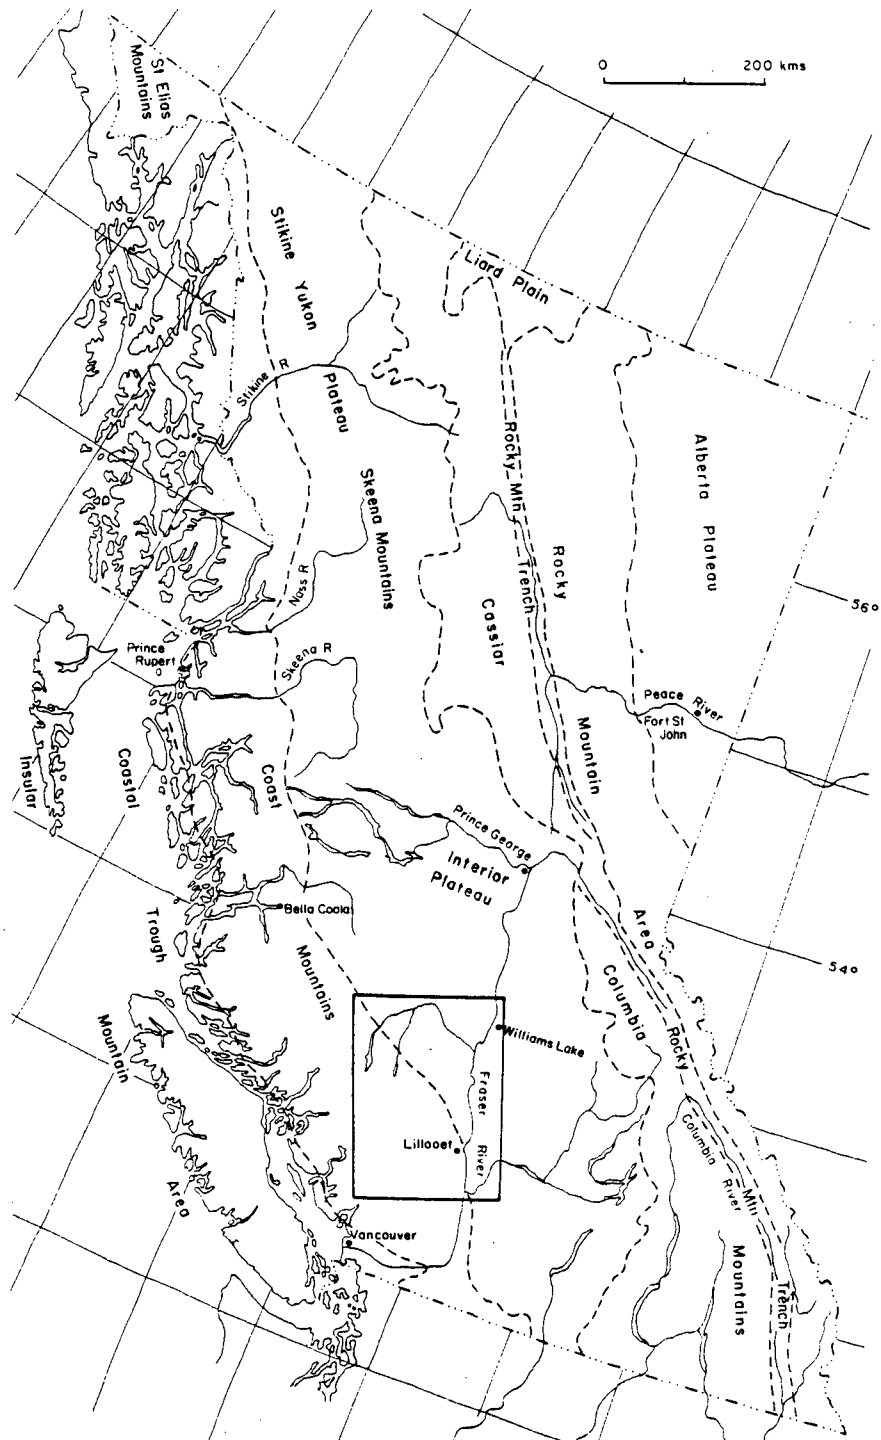 0 200 kms
St Elias
Mountains
Stikine
Yukon
Plateau
Liard Plain
Stikine R
Rocky Mtn
Trench
Alberta
Plateau
Skeena Mountains
Rocky
Mountain
Area
Nass R
Cassiar
56°
Prince
Rupert
Skeena R
Peace River
Fort St
John
Insular
Coastal
Coast
Prince George
Interior
Plateau
Bella Coola
Trough
Mountains
54°
Columbia
Mountain
Williams Lake
Rocky
Fraser
River
Lillooet
Columbia
River
Mtn
Area
Vancouver
Mountains
Trench